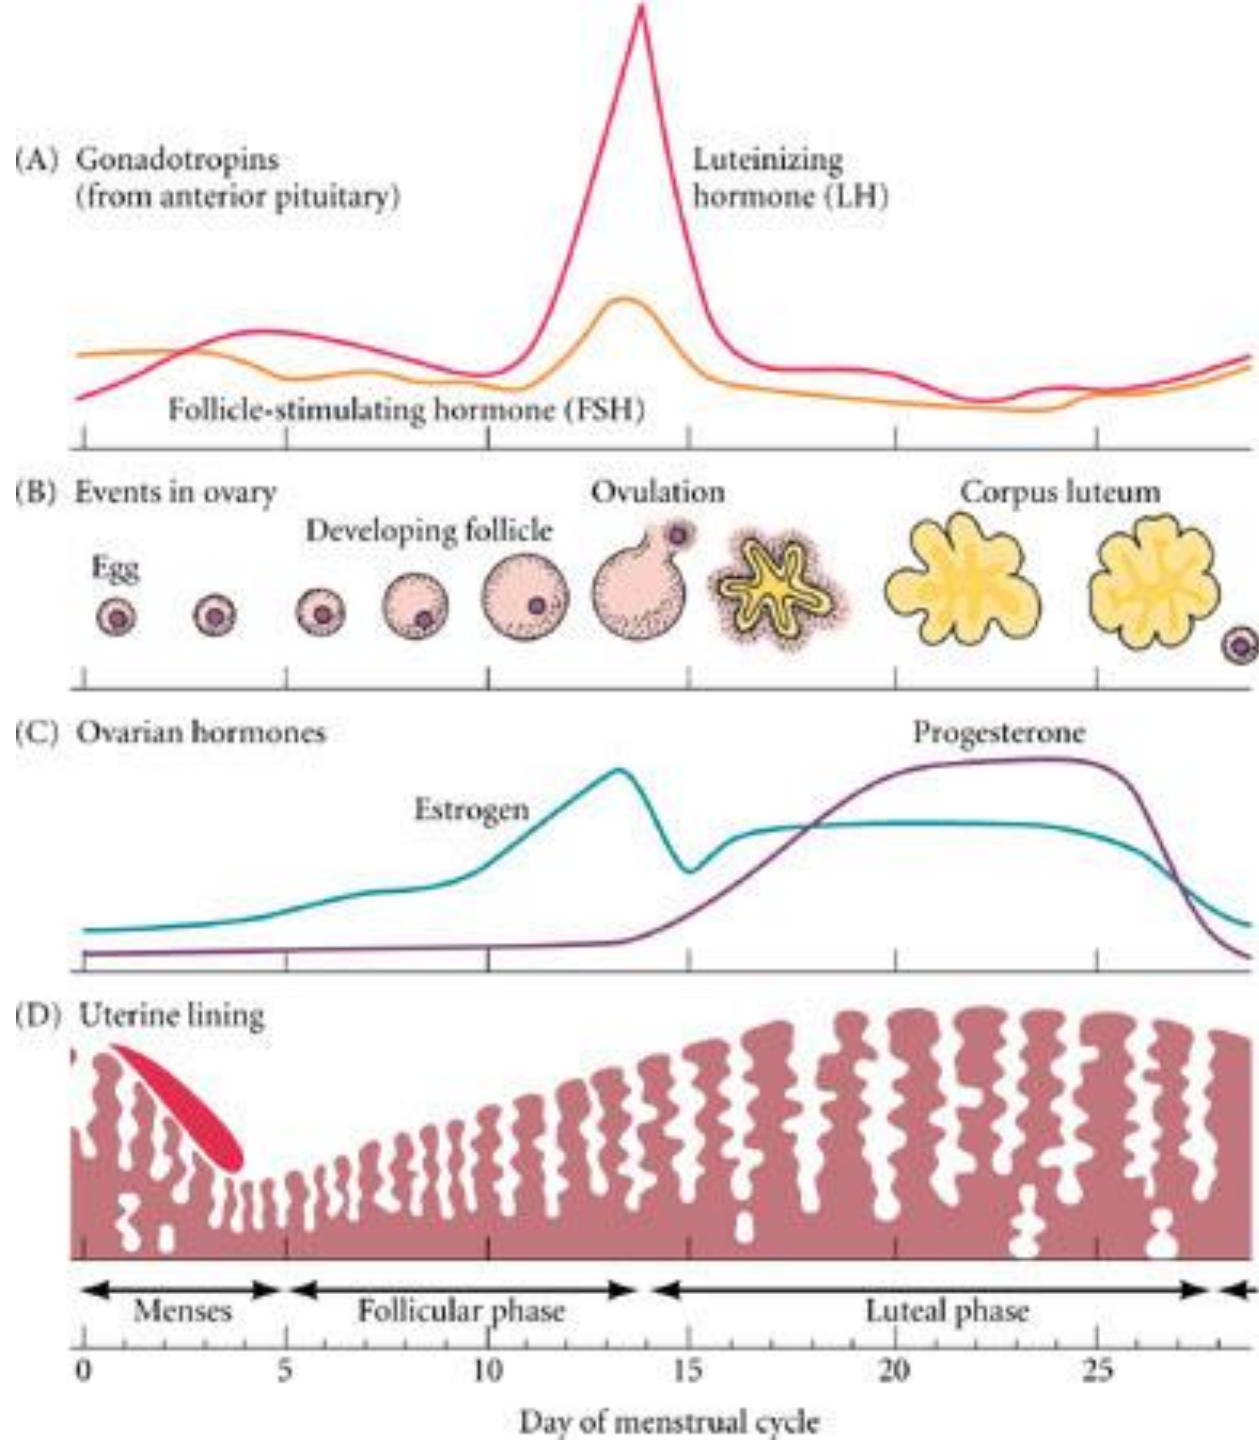 (A) Gonadotropins
(from anterior pituitary)
Luteinizing
hormone (LH)
Follicle-stimulating hormone (FSH)
(B) Events in ovary
Ovulation
Corpus luteum
Developing follicle
Egg
(C) Ovarian hormones
Progesterone
Estrogen
(D) Uterine lining
Menses
Follicular phase
Luteal phase
0 5 10 15 20 25
Day of menstrual cycle